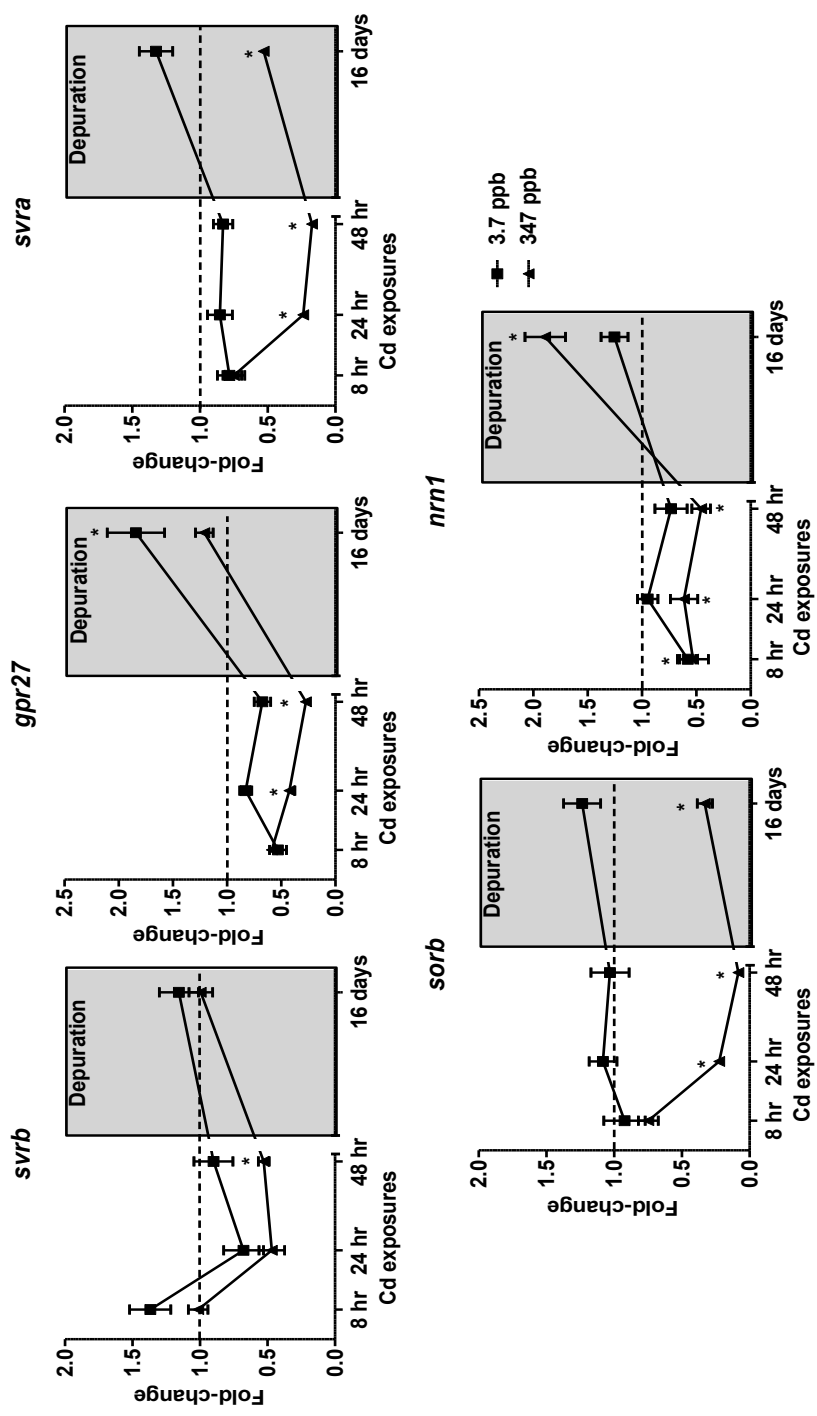 svrb
Depuration
2.0
1.5
1.0
0.5
0.0
Fold-change
8 hr 24 hr 48 hr 16 days
Cd exposures
gpr27
Depuration
2.5
2.0
1.5
1.0
0.5
0.0
Fold-change
8 hr 24 hr 48 hr 16 days
Cd exposures
svra
Depuration
2.0
1.5
1.0
0.5
0.0
Fold-change
8 hr 24 hr 48 hr 16 days
Cd exposures
sorb
Depuration
2.0
1.5
1.0
0.5
0.0
Fold-change
8 hr 24 hr 48 hr 16 days
Cd exposures
nrn1
Depuration
2.5
2.0
1.5
1.0
0.5
0.0
Fold-change
8 hr 24 hr 48 hr 16 days
Cd exposures
3.7 ppb
347 ppb